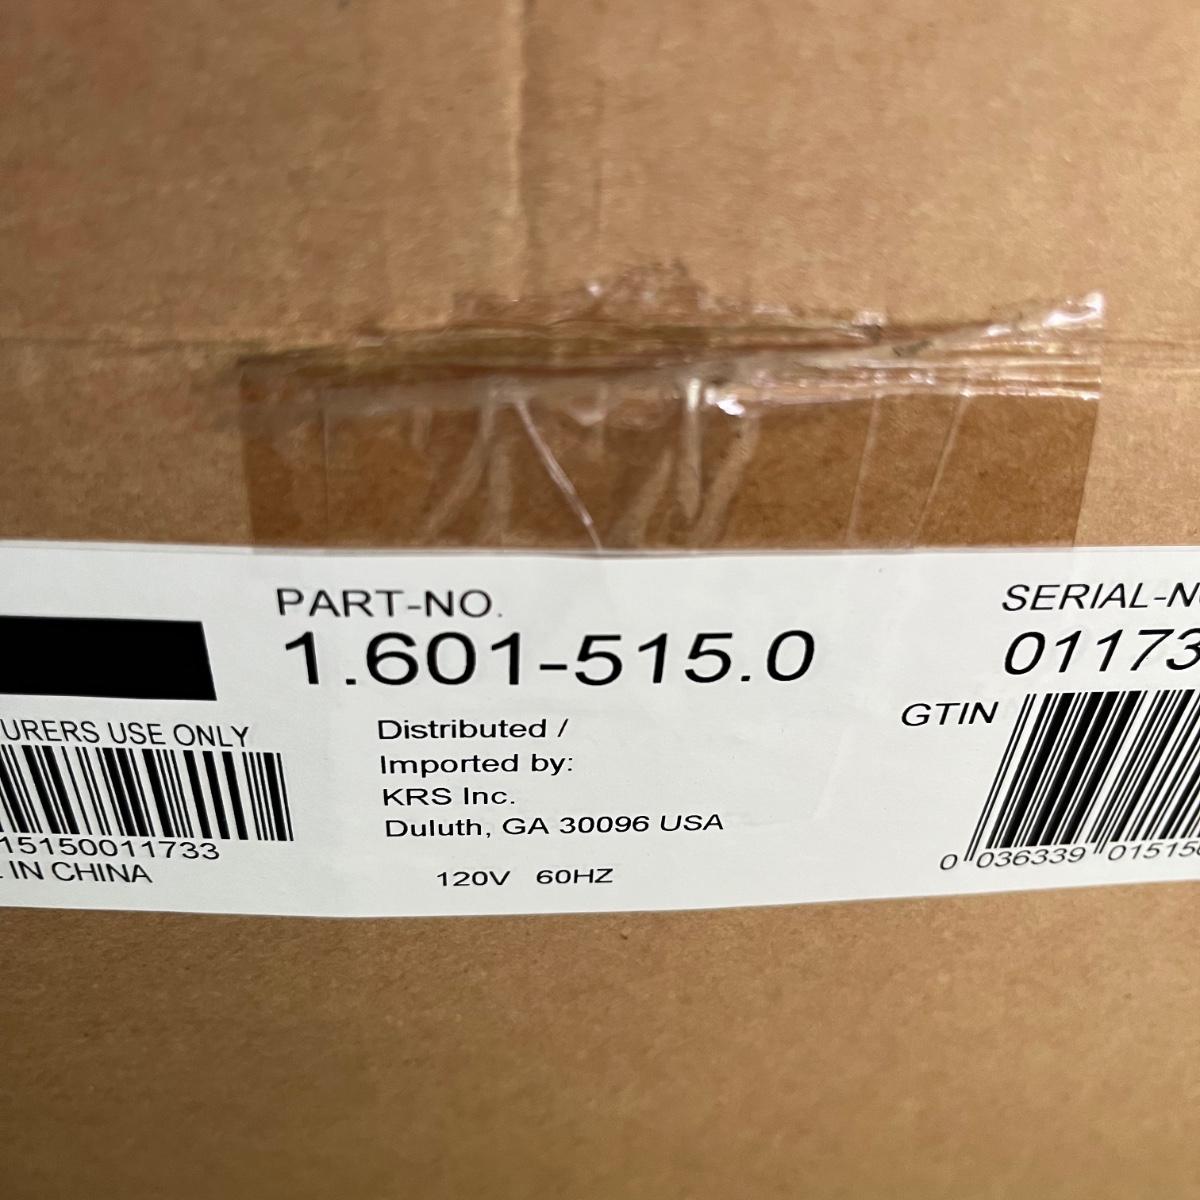 PART-NO.
1.601-515.0
Distributed /
Imported by:
KRS Inc.
Duluth, GA 30096 USA
120V 60HZ
URERS USE ONLY
15150011733
IN CHINA
SERIAL-NO
01173
GTIN
0 036339 01515